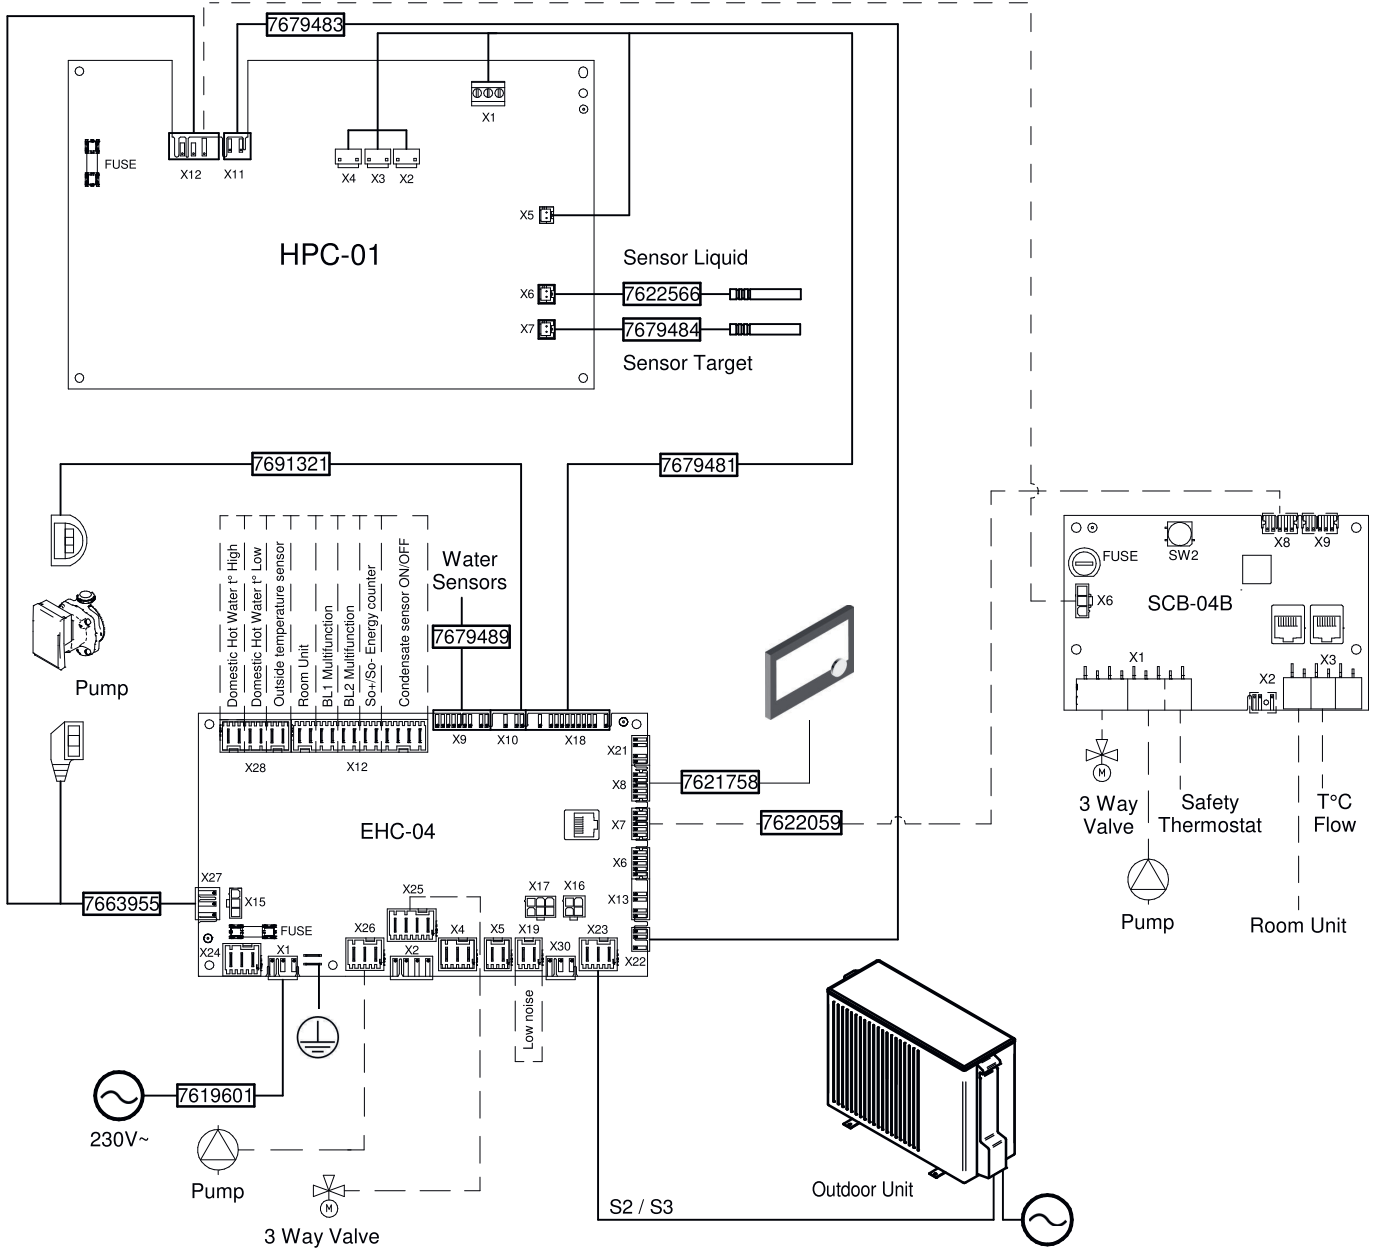 7679483
X1
FUSE
X12
X11
X4
X3
X2
X5
HPC-01
Sensor Liquid
X6
7622566
X7
7679484
Sensor Target
7691321
7679481
Domestic Hot Water t° High
Domestic Hot Water t° Low
Outside temperature sensor
Room Unit
BL1 Multifunction
BL2 Multifunction
So+/So- Energy counter
Condensate sensor ON/OFF
Water
Sensors
7679489
Pump
X8
X9
SW2
FUSE
X6
SCB-04B
X1
X3
X2
3 Way
Valve
M
Safety
Thermostat
T°C
Flow
Pump
Room Unit
X28
X12
X9
X10
X18
X21
X8
7621758
EHC-04
X7
7622059
X6
X27
7663955
X15
X25
X17
X16
X13
FUSE
X24
X1
X26
X2
X4
X5
X19
X30
X23
X22
Low noise
7619601
230V~
Pump
M
3 Way Valve
Outdoor Unit
S2 / S3